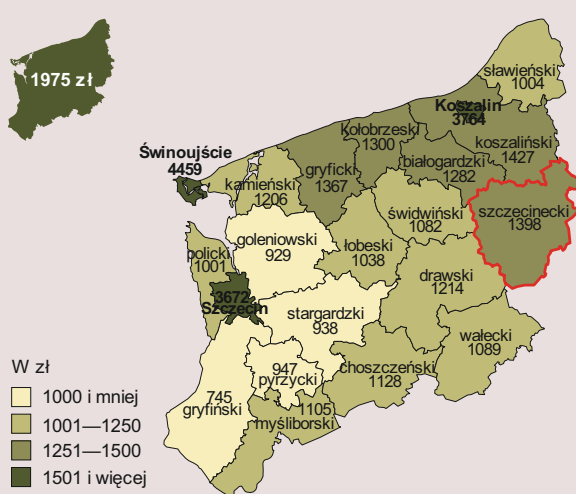 1975 zł
sławieński
1004
Koszalin
3764
Kołobrzeski
1300
koszaliński
1427
Świnoujście
4459
białogardzki
1282
gryficki
1367
kamieński
1206
szczecinecki
1398
świdwiński
1082
goleniowski
929
łobeski
1038
policki
1001
drawski
1214
3672
Szczecin
stargardzki
938
wałecki
1089
choszczeński
1128
947
pyrzycki
745
gryfiński
1105
myśliborski
W zł
1000 i mniej
1001—1250
1251—1500
1501 i więcej